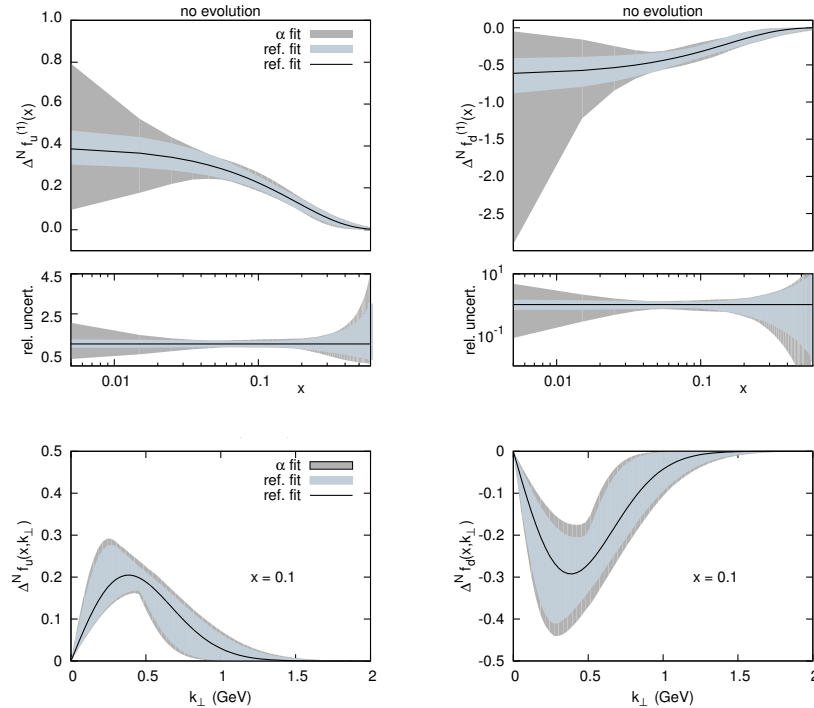 no evolution
1.0
0.8
0.6
0.4
0.2
0.0
Δ^N f_u^(1)(x)
α fit
ref. fit
ref. fit
4.5
2.5
0.5
rel. uncert.
0.01
0.1
x
no evolution
0.0
-0.5
-1.0
-1.5
-2.0
-2.5
Δ^N f_d^(1)(x)
10^1
10^-1
rel. uncert.
0.01
0.1
x
0.5
0.4
0.3
0.2
0.1
0
Δ^N f_u(x,k_⊥)
α fit
ref. fit
ref. fit
x = 0.1
0
0.5
1
1.5
2
k_⊥ (GeV)
0
-0.1
-0.2
-0.3
-0.4
-0.5
Δ^N f_d(x,k_⊥)
x = 0.1
0
0.5
1
1.5
2
k_⊥ (GeV)